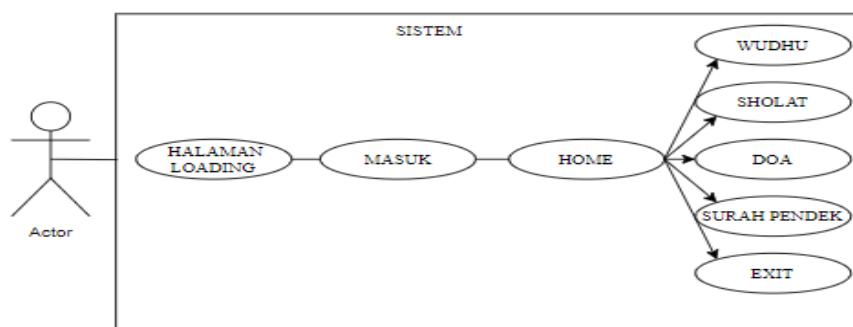 SISTEM
WUDHU
SHOLAT
HALAMAN
LOADING
MASUK
HOME
DOA
SURAH PENDEK
EXIT
Actor